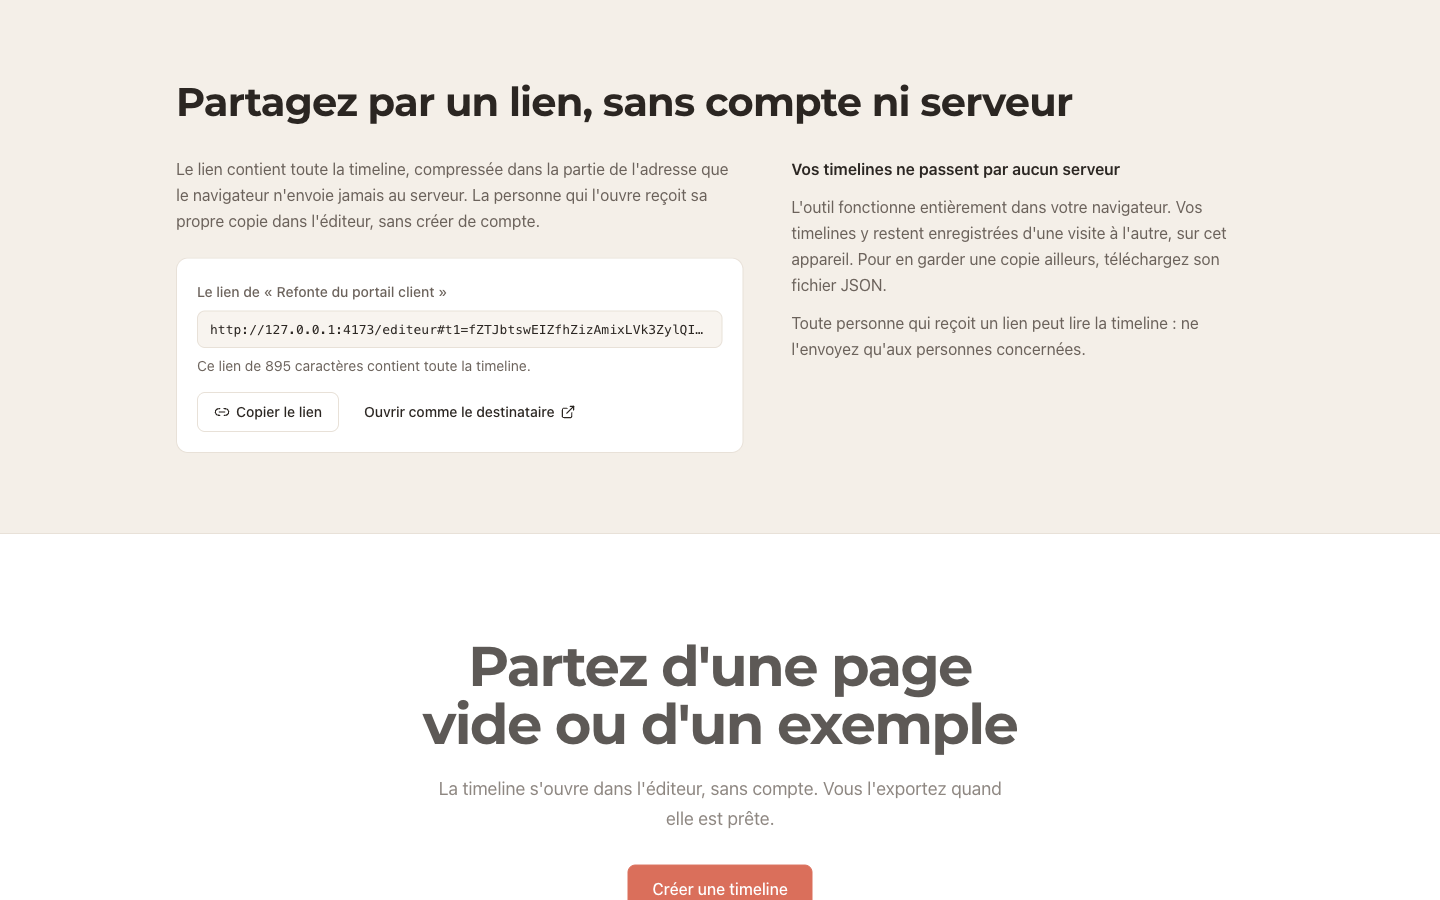 Partagez par un lien, sans compte ni serveur
Le lien contient toute la timeline, compressée dans la partie de l'adresse que
le navigateur n'envoie jamais au serveur. La personne qui l'ouvre reçoit sa
propre copie dans l'éditeur, sans créer de compte.
Le lien de « Refonte du portail client »
http://127.0.0.1:4173/editeur#t1=fZTJbtswEIZfhZizAmixLVk3ZylQI…
Ce lien de 895 caractères contient toute la timeline.
Copier le lien
Ouvrir comme le destinataire
Vos timelines ne passent par aucun serveur
L'outil fonctionne entièrement dans votre navigateur. Vos
timelines y restent enregistrées d'une visite à l'autre, sur cet
appareil. Pour en garder une copie ailleurs, téléchargez son
fichier JSON.
Toute personne qui reçoit un lien peut lire la timeline : ne
l'envoyez qu'aux personnes concernées.
Partez d'une page
vide ou d'un exemple
La timeline s'ouvre dans l'éditeur, sans compte. Vous l'exportez quand
elle est prête.
Créer une timeline